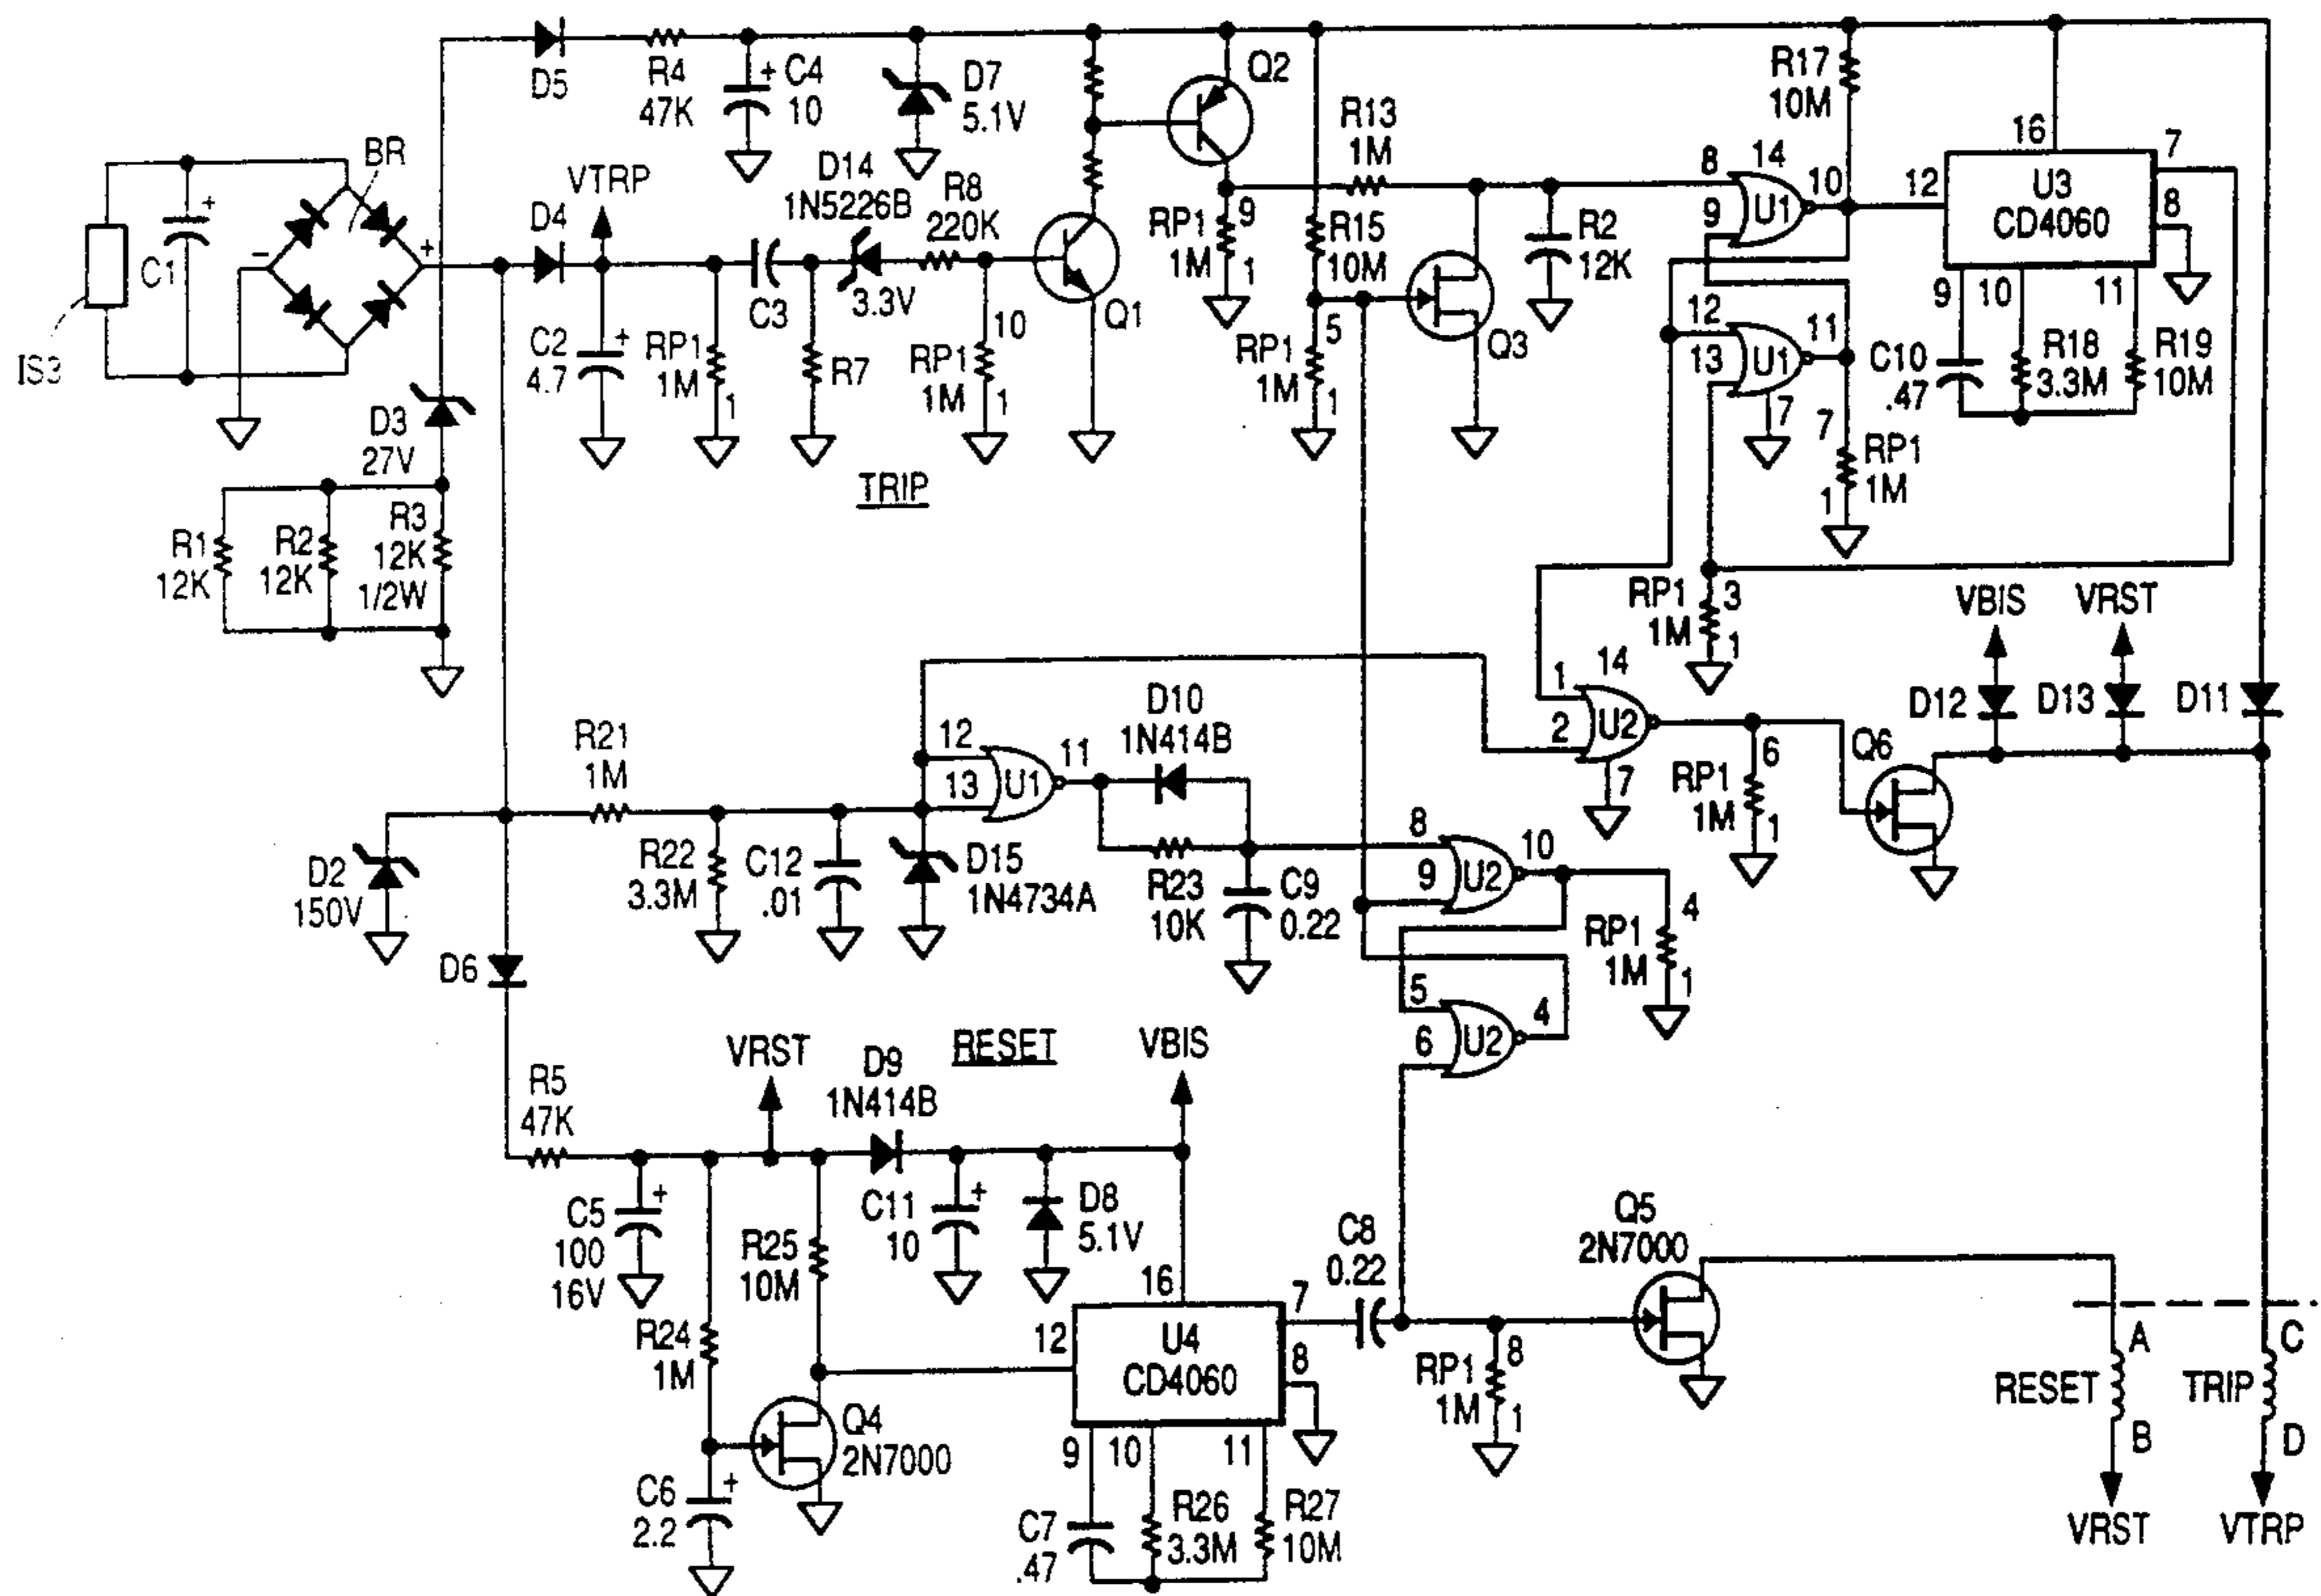 D5
R4
47K
+
C4
10
D7
5.1V
Q2
R17
10M
BR
+
C1
IS3
-
+
D4
VTRP
D14
1N5226B
3.3V
R8
220K
C3
R7
C2
4.7
+
RP1
1M
1
RP1
1M
10
1
Q1
R13
1M
RP1
1M
9
1
R15
10M
RP1
1M
5
1
Q3
R2
12K
8
9
14
U1
10
12
12
13
U1
11
7
7
RP1
1M
1
16
7
U3
CD4060
8
9
10
11
C10
.47
R18
3.3M
R19
10M
D3
27V
R1
12K
R2
12K
R3
12K
1/2W
TRIP
RP1
1M
3
1
VBIS
VRST
D12
D13
D11
1
2
14
U2
7
RP1
1M
6
1
Q6
R21
1M
D2
150V
R22
3.3M
C12
.01
D15
1N4734A
12
13
U1
11
D10
1N414B
R23
10K
C9
0.22
8
9
U2
10
RP1
1M
4
1
5
6
U2
4
D6
R5
47K
VRST
RESET
VBIS
D9
1N414B
C5
100
16V
+
C11
10
+
D8
5.1V
R25
10M
R24
1M
Q4
2N7000
C6
2.2
+
16
12
U4
CD4060
7
8
9
10
11
C7
.47
R26
3.3M
R27
10M
C8
0.22
RP1
1M
8
1
Q5
2N7000
A
RESET
B
VRST
C
TRIP
D
VTRP